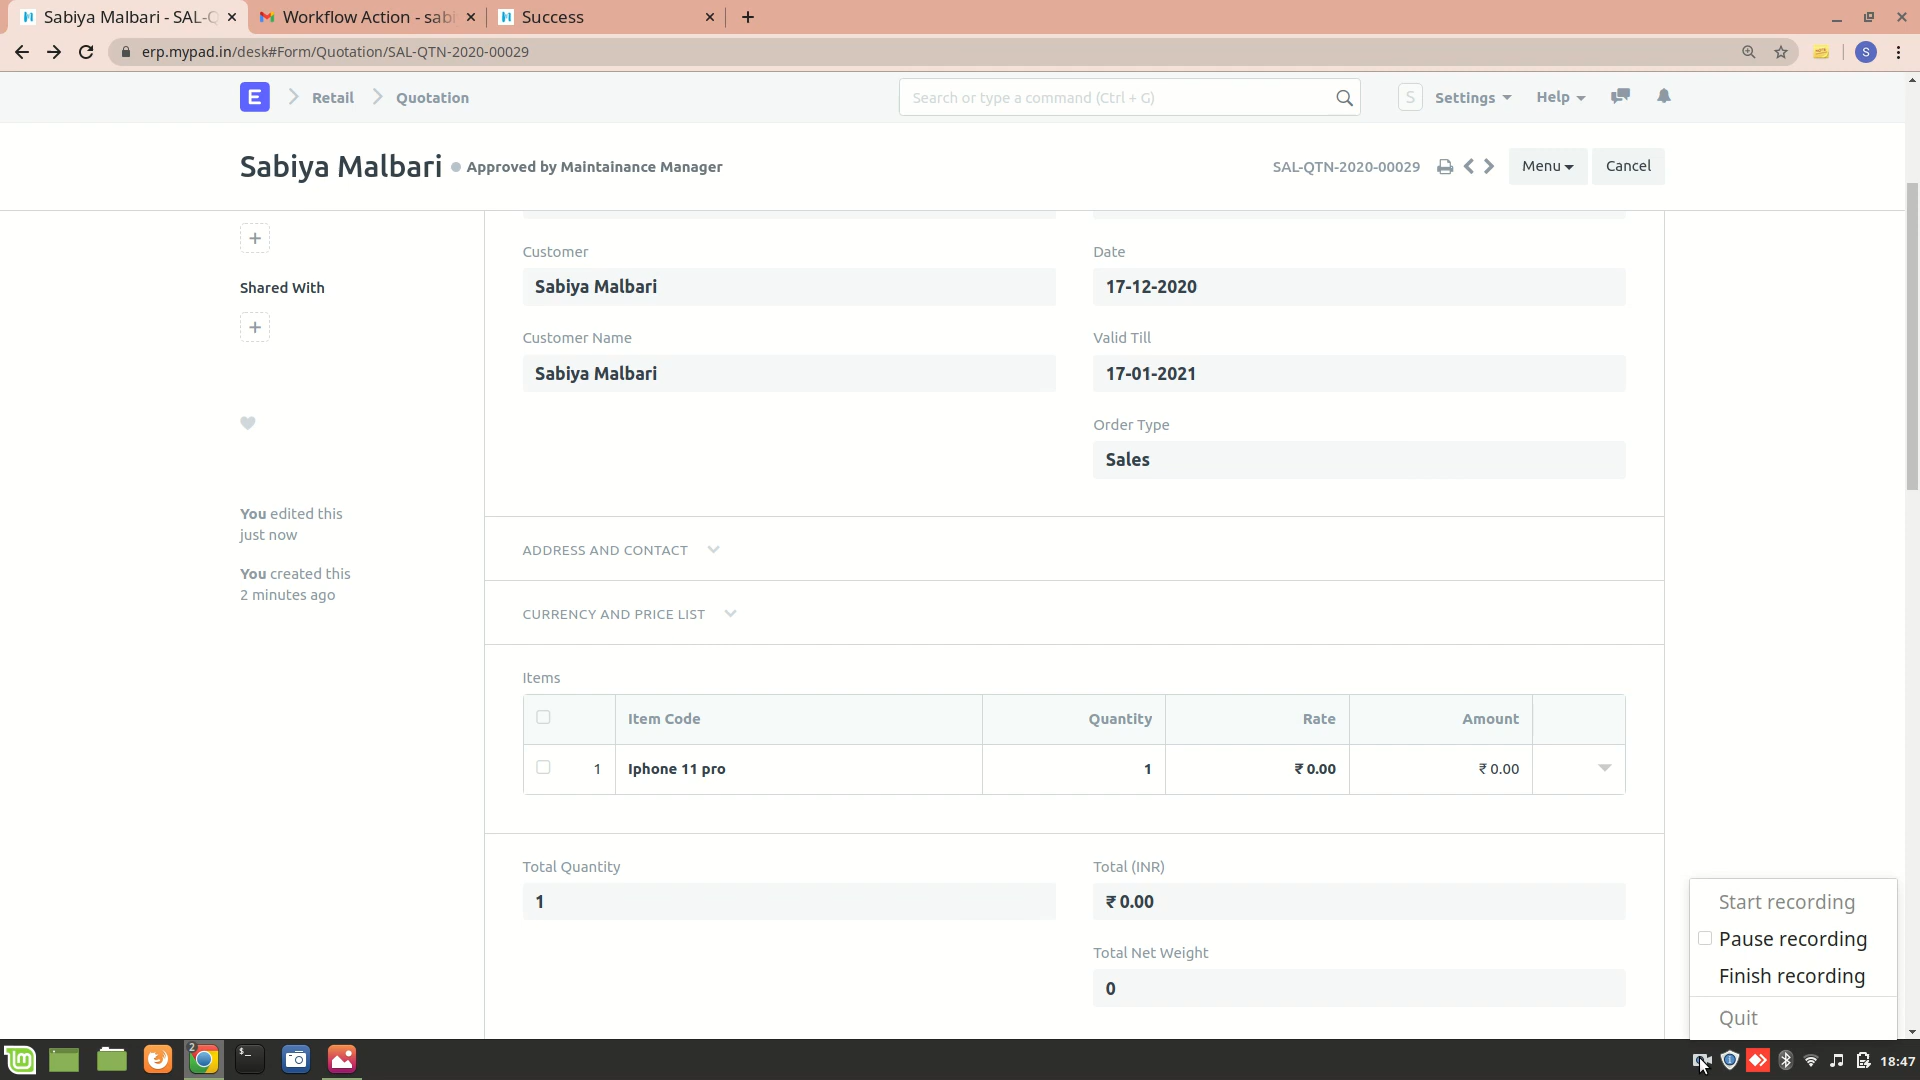 Sabiya Malbari - SAL-Q
Workflow Action - sabi
Success
erp.mypad.in/desk#Form/Quotation/SAL-QTN-2020-00029
S
E
Retail
Quotation
Search or type a command (Ctrl + G)
S
Settings
Help
Sabiya Malbari
Approved by Maintainance Manager
SAL-QTN-2020-00029
Menu
Cancel
Customer
Sabiya Malbari
Date
17-12-2020
Shared With
Customer Name
Sabiya Malbari
Valid Till
17-01-2021
Order Type
Sales
You edited this
just now
You created this
2 minutes ago
ADDRESS AND CONTACT
CURRENCY AND PRICE LIST
Items
Item Code Quantity Rate Amount
1 Iphone 11 pro 1 ₹ 0.00 ₹ 0.00
Total Quantity
1
Total (INR)
₹ 0.00
Total Net Weight
0
Start recording
Pause recording
Finish recording
Quit
2
18:47